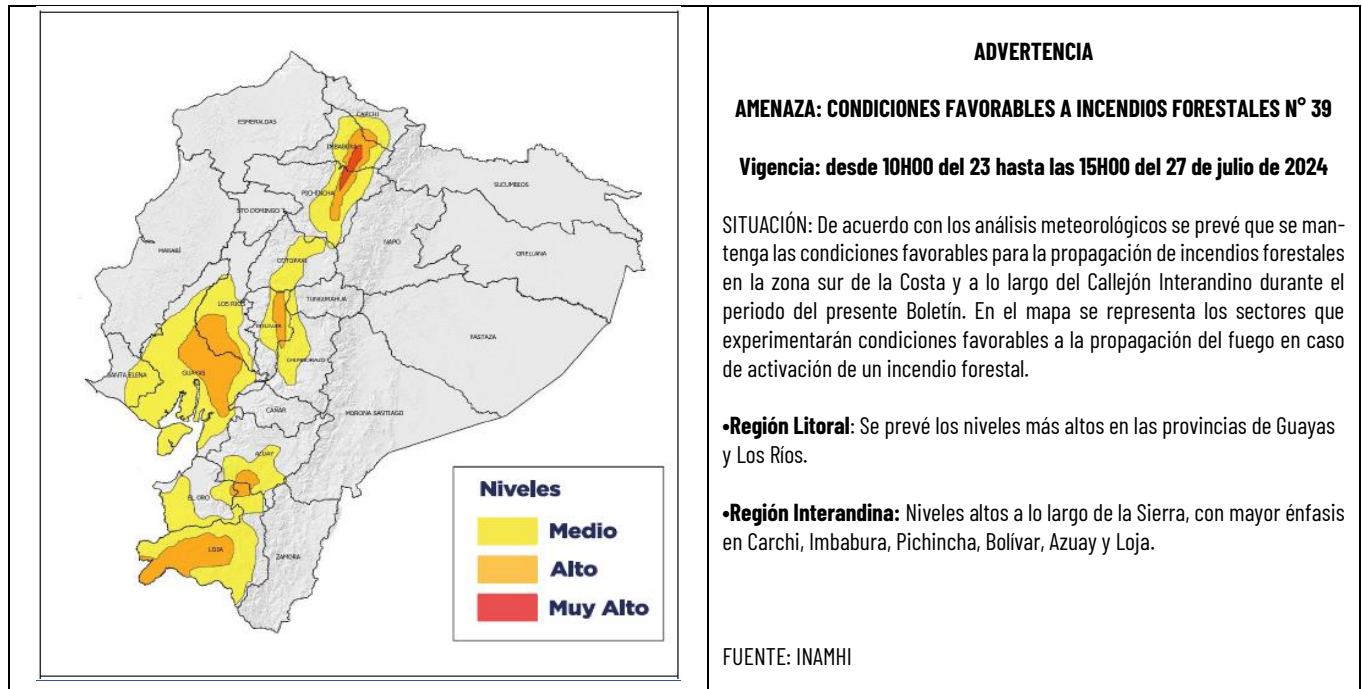 CARCHI
ESMERALDAS
IMBABURA
SUCUMBIOS
PICHINCHA
STO DOMINGO
NAPO
MANABÍ
ORELLANA
COTOPAXI
LOS RIOS
TUNGURAHUA
BOLIVAR
PASTAZA
CHIMBORAZO
SANTA ELENA
GUAYAS
CAÑAR
MORONA SANTIAGO
AZUAY
EL ORO
LOJA
ZAMORA
Niveles
Medio
Alto
Muy Alto
ADVERTENCIA
AMENAZA: CONDICIONES FAVORABLES A INCENDIOS FORESTALES N° 39
Vigencia: desde 10H00 del 23 hasta las 15H00 del 27 de julio de 2024
SITUACIÓN: De acuerdo con los análisis meteorológicos se prevé que se man-
tenga las condiciones favorables para la propagación de incendios forestales
en la zona sur de la Costa y a lo largo del Callejón Interandino durante el
periodo del presente Boletín. En el mapa se representa los sectores que
experimentarán condiciones favorables a la propagación del fuego en caso
de activación de un incendio forestal.
•Región Litoral: Se prevé los niveles más altos en las provincias de Guayas
y Los Ríos.
•Región Interandina: Niveles altos a lo largo de la Sierra, con mayor énfasis
en Carchi, Imbabura, Pichincha, Bolívar, Azuay y Loja.
FUENTE: INAMHI